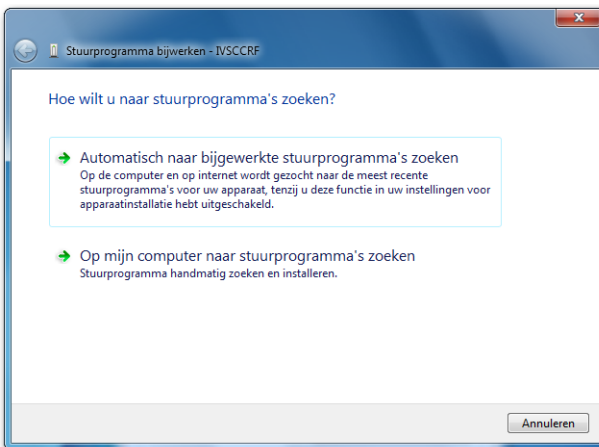 Stuurprogramma bijwerken - IVSCCRF
Hoe wilt u naar stuurprogramma's zoeken?
Automatisch naar bijgewerkte stuurprogramma's zoeken
Op de computer en op internet wordt gezocht naar de meest recente
stuurprogramma's voor uw apparaat, tenzij u deze functie in uw instellingen voor
apparaatinstallatie hebt uitgeschakeld.
Op mijn computer naar stuurprogramma's zoeken
Stuurprogramma handmatig zoeken en installeren.
Annuleren